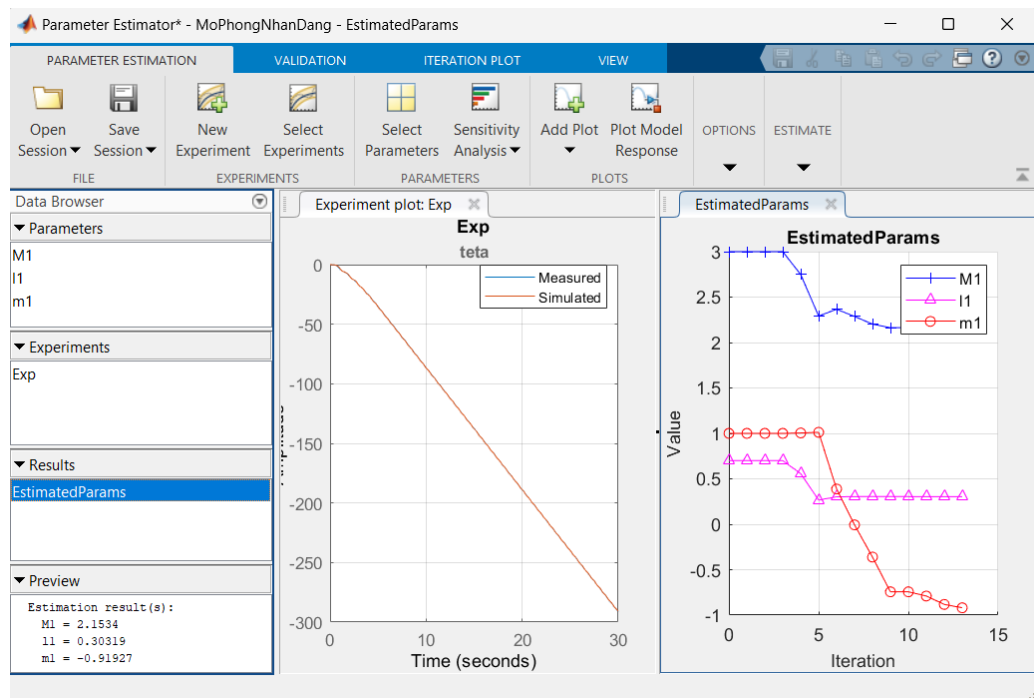 Parameter Estimator* - MoPhongNhanDang - EstimatedParams
PARAMETER ESTIMATION VALIDATION ITERATION PLOT VIEW
Open Session
Save Session
New Experiment
Select Experiments
Select Parameters
Sensitivity Analysis
Add Plot
Plot Model Response
OPTIONS
ESTIMATE
FILE EXPERIMENTS PARAMETERS PLOTS
Data Browser
Parameters
M1
l1
m1
Experiments
Exp
Results
EstimatedParams
Preview
Estimation result(s):
M1 = 2.1534
l1 = 0.30319
m1 = -0.91927
Experiment plot: Exp
Exp
teta
Measured
Simulated
0
-50
-100
-150
-200
-250
-300
0 10 20 30
Time (seconds)
EstimatedParams
EstimatedParams
M1
l1
m1
3
2.5
2
1.5
1
0.5
0
-0.5
-1
Value
0 5 10 15
Iteration